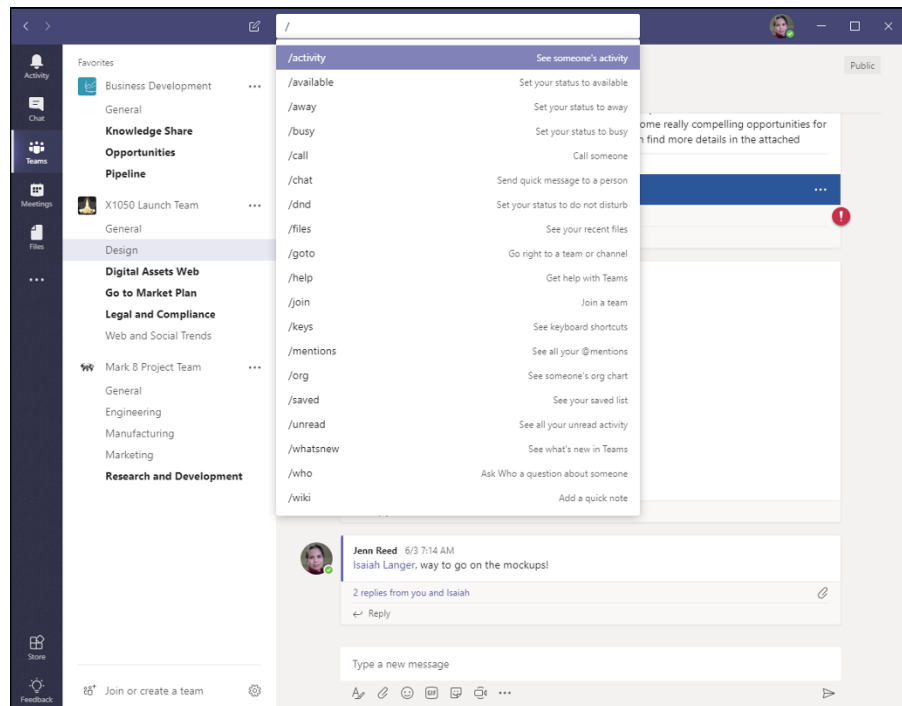 /
Activity
Chat
Teams
Meetings
Files
Store
Feedback
Favorites
Business Development
General
Knowledge Share
Opportunities
Pipeline
X1050 Launch Team
General
Design
Digital Assets Web
Go to Market Plan
Legal and Compliance
Web and Social Trends
Mark 8 Project Team
General
Engineering
Manufacturing
Marketing
Research and Development
Join or create a team
/activity See someone's activity
/available Set your status to available
/away Set your status to away
/busy Set your status to busy
/call Call someone
/chat Send quick message to a person
/dnd Set your status to do not disturb
/files See your recent files
/goto Go right to a team or channel
/help Get help with Teams
/join Join a team
/keys See keyboard shortcuts
/mentions See all your @mentions
/org See someone's org chart
/saved See your saved list
/unread See all your unread activity
/whatsnew See what's new in Teams
/who Ask Who a question about someone
/wiki Add a quick note
Public
ome really compelling opportunities for
find more details in the attached
Jenn Reed 6/3 7:14 AM
Isaiah Langer, way to go on the mockups!
2 replies from you and Isaiah
Reply
Type a new message
GIF